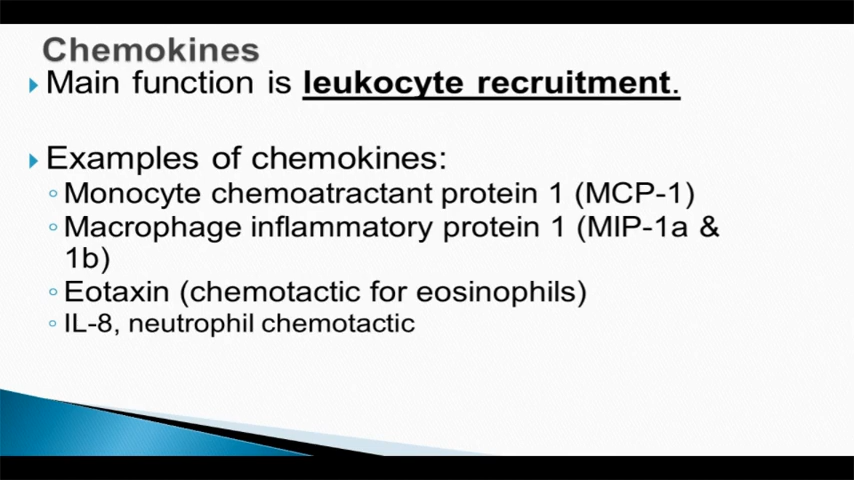 Chemokines
Main function is leukocyte recruitment.
Examples of chemokines:
Monocyte chemoatractant protein 1 (MCP-1)
Macrophage inflammatory protein 1 (MIP-1a &
1b)
Eotaxin (chemotactic for eosinophils)
IL-8, neutrophil chemotactic